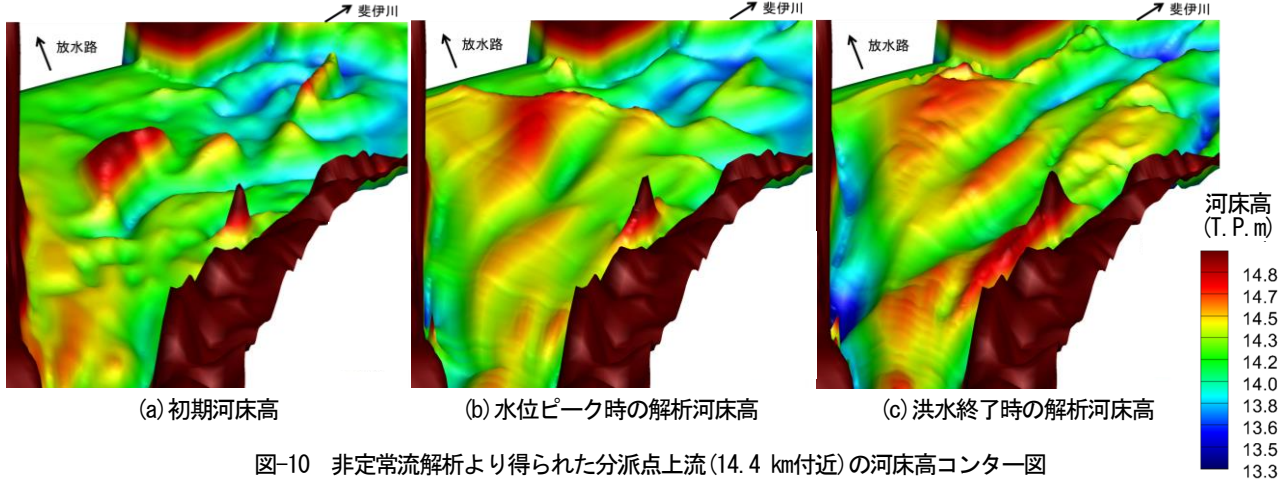 斐伊川
放水路
斐伊川
放水路
斐伊川
放水路
河床高
(T.P.m)
14.8
14.7
14.5
14.3
14.2
14.0
13.8
13.6
13.5
13.3
(a)初期河床高
(b)水位ピーク時の解析河床高
(c)洪水終了時の解析河床高
図-10 非定常流解析より得られた分派点上流(14.4 km付近)の河床高コンター図